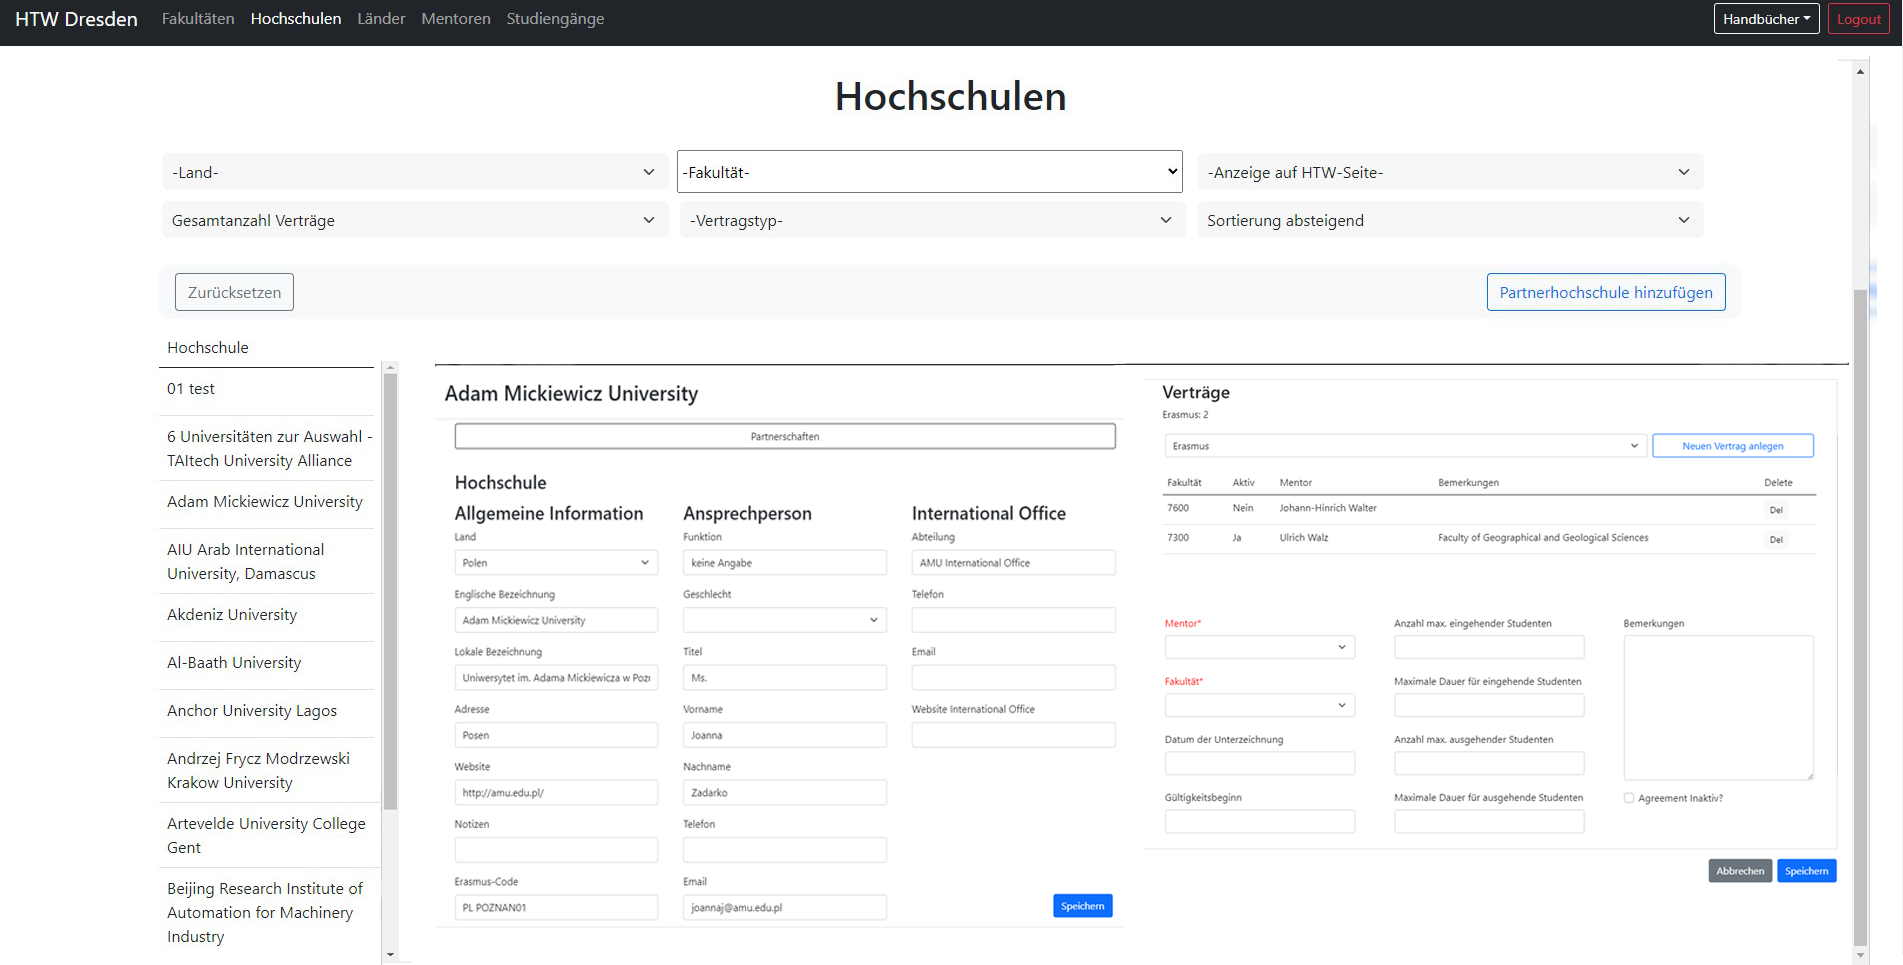 HTW Dresden Fakultäten Hochschulen Länder Mentoren Studiengänge Handbücher Logout
Hochschulen
-Land- -Fakultät- -Anzeige auf HTW-Seite-
Gesamtanzahl Verträge -Vertragstyp- Sortierung absteigend
Zurücksetzen Partnerhochschule hinzufügen
Hochschule
01 test
6 Universitäten zur Auswahl -
TAItech University Alliance
Adam Mickiewicz University
AIU Arab International
University, Damascus
Akdeniz University
Al-Baath University
Anchor University Lagos
Andrzej Frycz Modrzewski
Krakow University
Artevelde University College
Gent
Beijing Research Institute of
Automation for Machinery
Industry
Adam Mickiewicz University
Partnerschaften
Hochschule
Allgemeine Information
Land
Polen
Englische Bezeichnung
Adam Mickiewicz University
Lokale Bezeichnung
Uniwersytet im. Adama Mickiewicza w Poz
Adresse
Posen
Website
http://amu.edu.pl/
Notizen
Erasmus-Code
PL POZNAN01
Ansprechperson
Funktion
keine Angabe
Geschlecht
Titel
Ms.
Vorname
Joanna
Nachname
Zadarko
Telefon
Email
joannaj@amu.edu.pl
International Office
Abteilung
AMU International Office
Telefon
Email
Website International Office
Speichern
Verträge
Erasmus: 2
Erasmus Neuen Vertrag anlegen
Fakultät Aktiv Mentor Bemerkungen Delete
7600 Nein Johann-Hinrich Walter Del
7300 Ja Ulrich Walz Faculty of Geographical and Geological Sciences Del
Mentor*
Fakultät*
Datum der Unterzeichnung
Gültigkeitsbeginn
Anzahl max. eingehender Studenten
Maximale Dauer für eingehende Studenten
Anzahl max. ausgehender Studenten
Maximale Dauer für ausgehende Studenten
Bemerkungen
Agreement Inaktiv?
Abbrechen Speichern